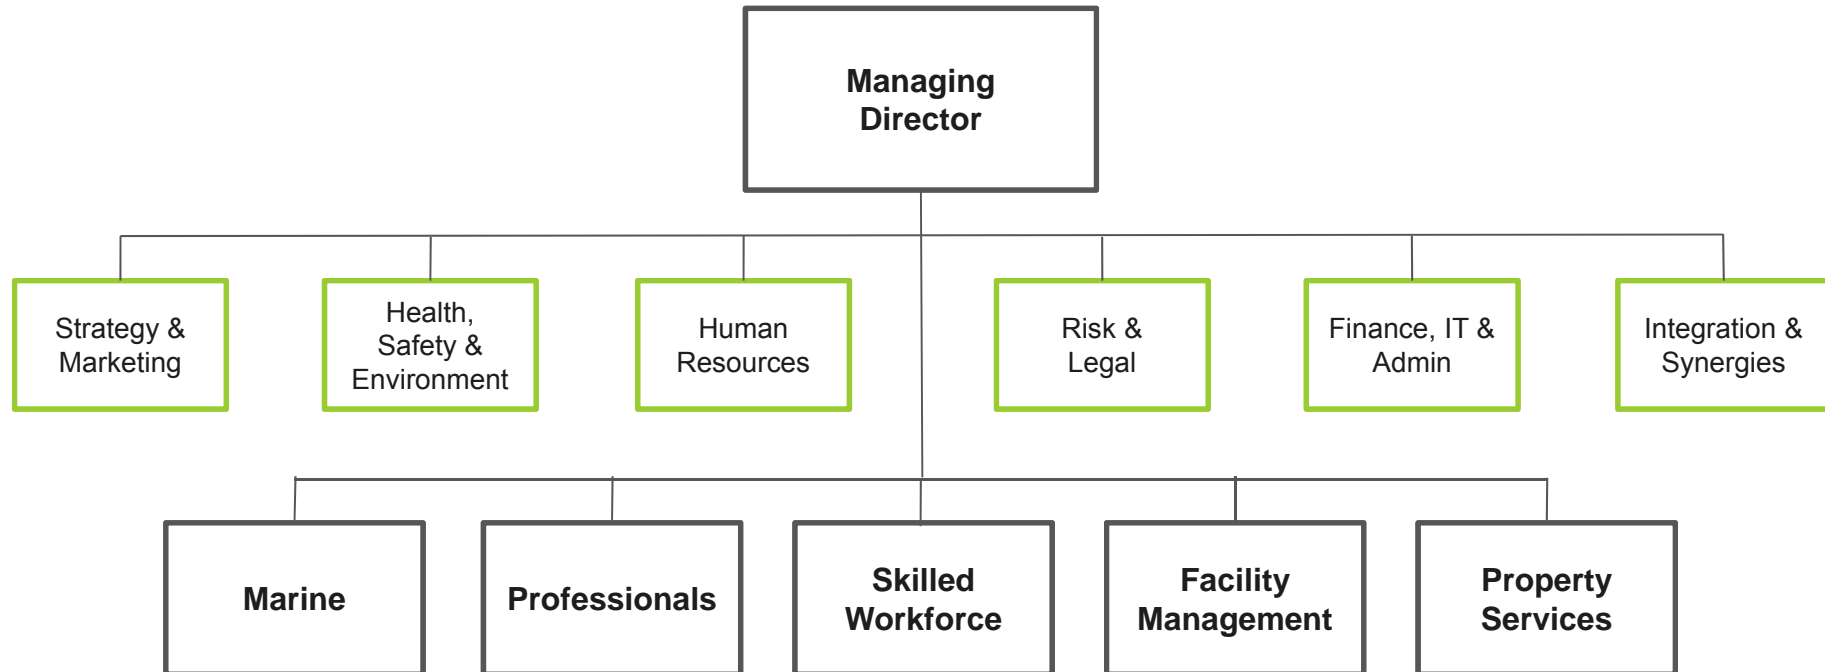 Managing
Director
Strategy &
Marketing
Health,
Safety &
Environment
Human
Resources
Risk &
Legal
Finance, IT &
Admin
Integration &
Synergies
Marine
Professionals
Skilled
Workforce
Facility
Management
Property
Services